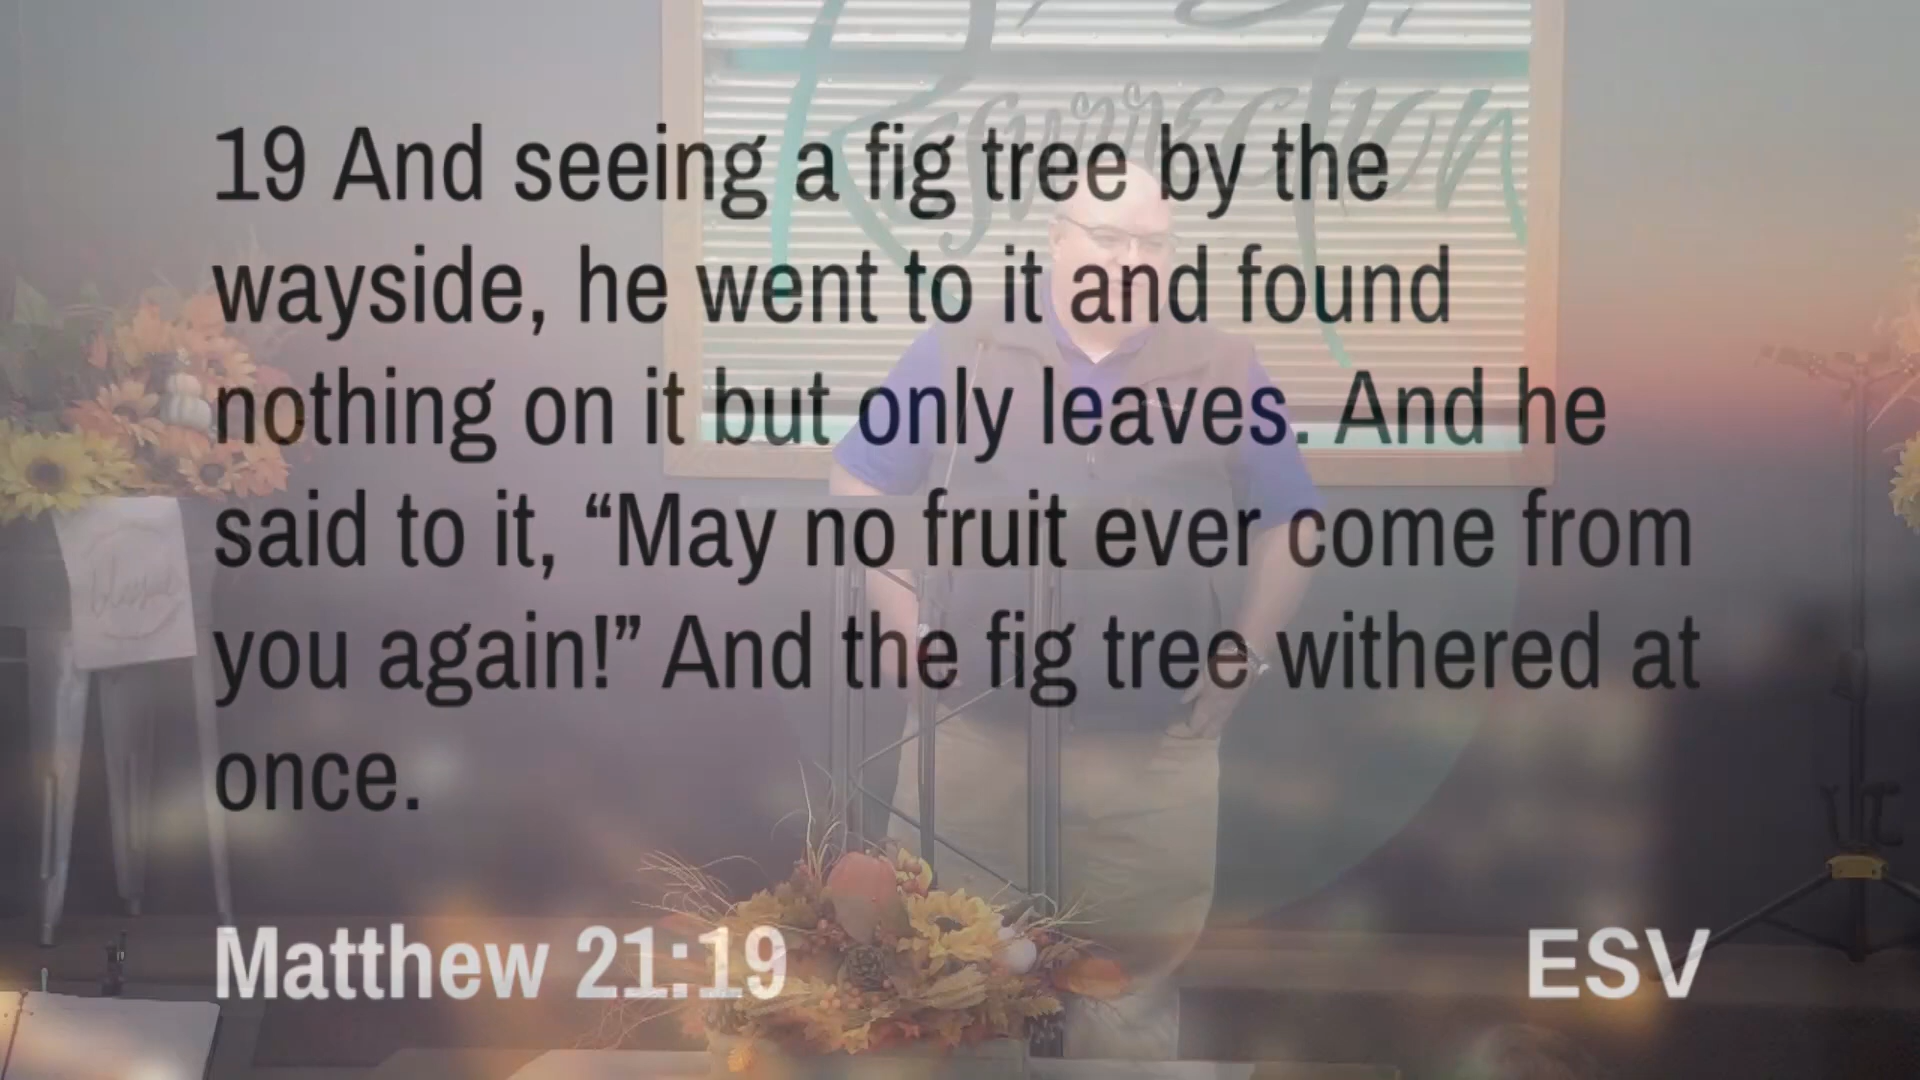 Resurrection
19 And seeing a fig tree by the
wayside, he went to it and found
nothing on it but only leaves. And he
said to it, “May no fruit ever come from
you again!” And the fig tree withered at
once.
blessed
Matthew 21:19 ESV